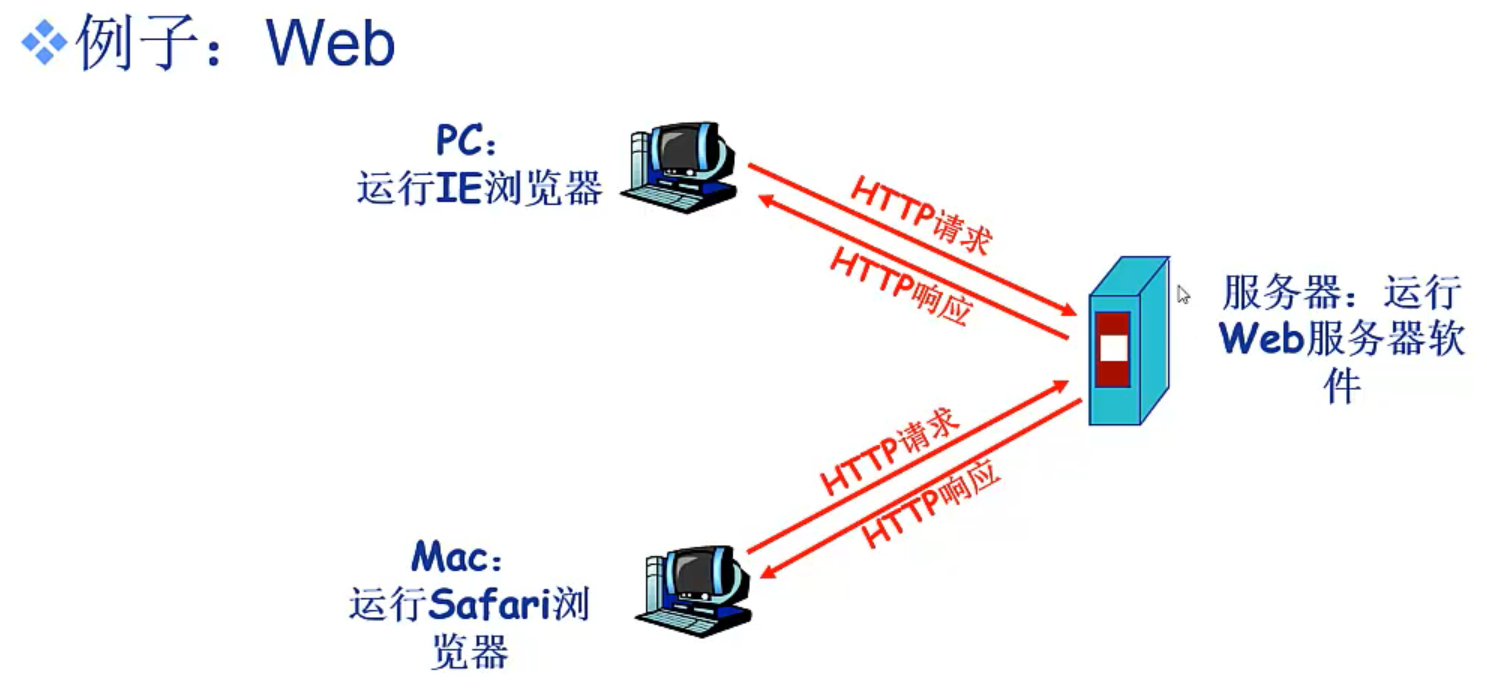 例子：Web
PC：
运行IE浏览器
HTTP请求
HTTP响应
服务器：运行
Web服务器软
件
HTTP请求
HTTP响应
Mac：
运行Safari浏
览器